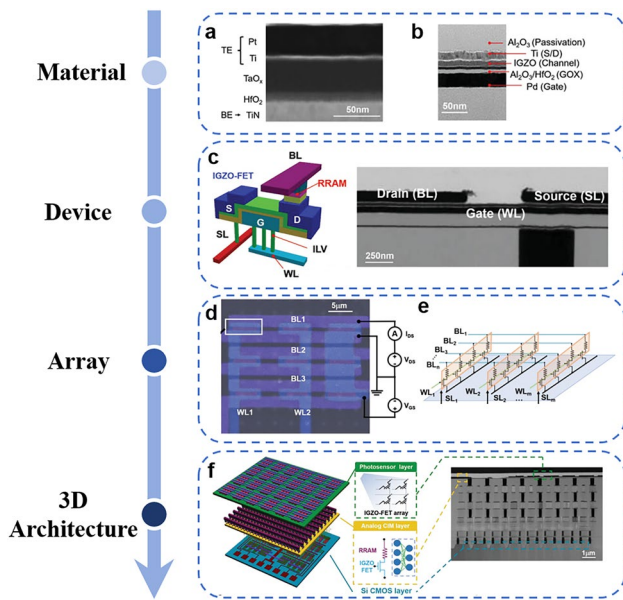 Material
Device
Array
3D
Architecture
a
TE
Pt
Ti
TaOₓ
HfO₂
BE → TiN
50nm
b
Al₂O₃ (Passivation)
Ti (S/D)
IGZO (Channel)
Al₂O₃/HfO₂ (GOX)
Pd (Gate)
50nm
c
BL
IGZO-FET
RRAM
S
G
D
SL
ILV
WL
Drain (BL)
Source (SL)
Gate (WL)
250nm
d
5μm
BL1
BL2
BL3
WL1
WL2
A
I_DS
V_DS
V_GS
e
BL₁
BL₂
BL₃
BLₙ
WL₁
SL₁
WL₂
SL₂
...
WLₘ
SLₘ
f
Photosensor layer
IGZO-FET array
Analog CIM layer
RRAM
IGZO
FET
Si CMOS layer
1μm